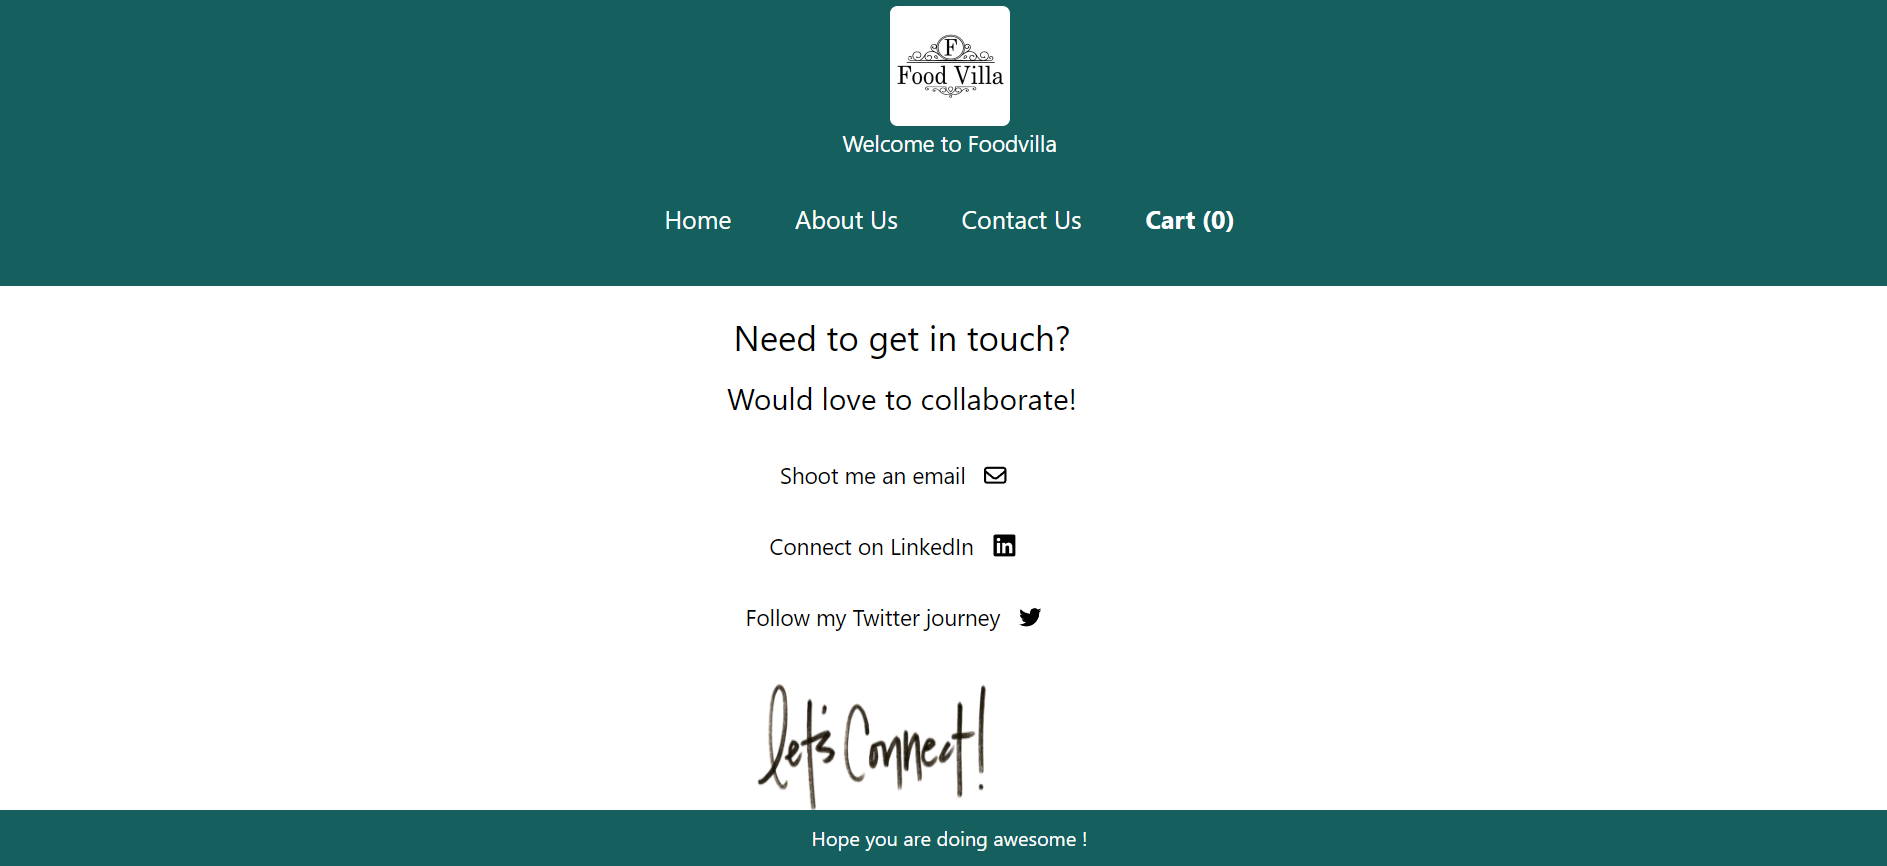 F
Food Villa
Welcome to Foodvilla
Home About Us Contact Us Cart (0)
Need to get in touch?
Would love to collaborate!
Shoot me an email
Connect on LinkedIn in
Follow my Twitter journey
let's Connect!
Hope you are doing awesome !